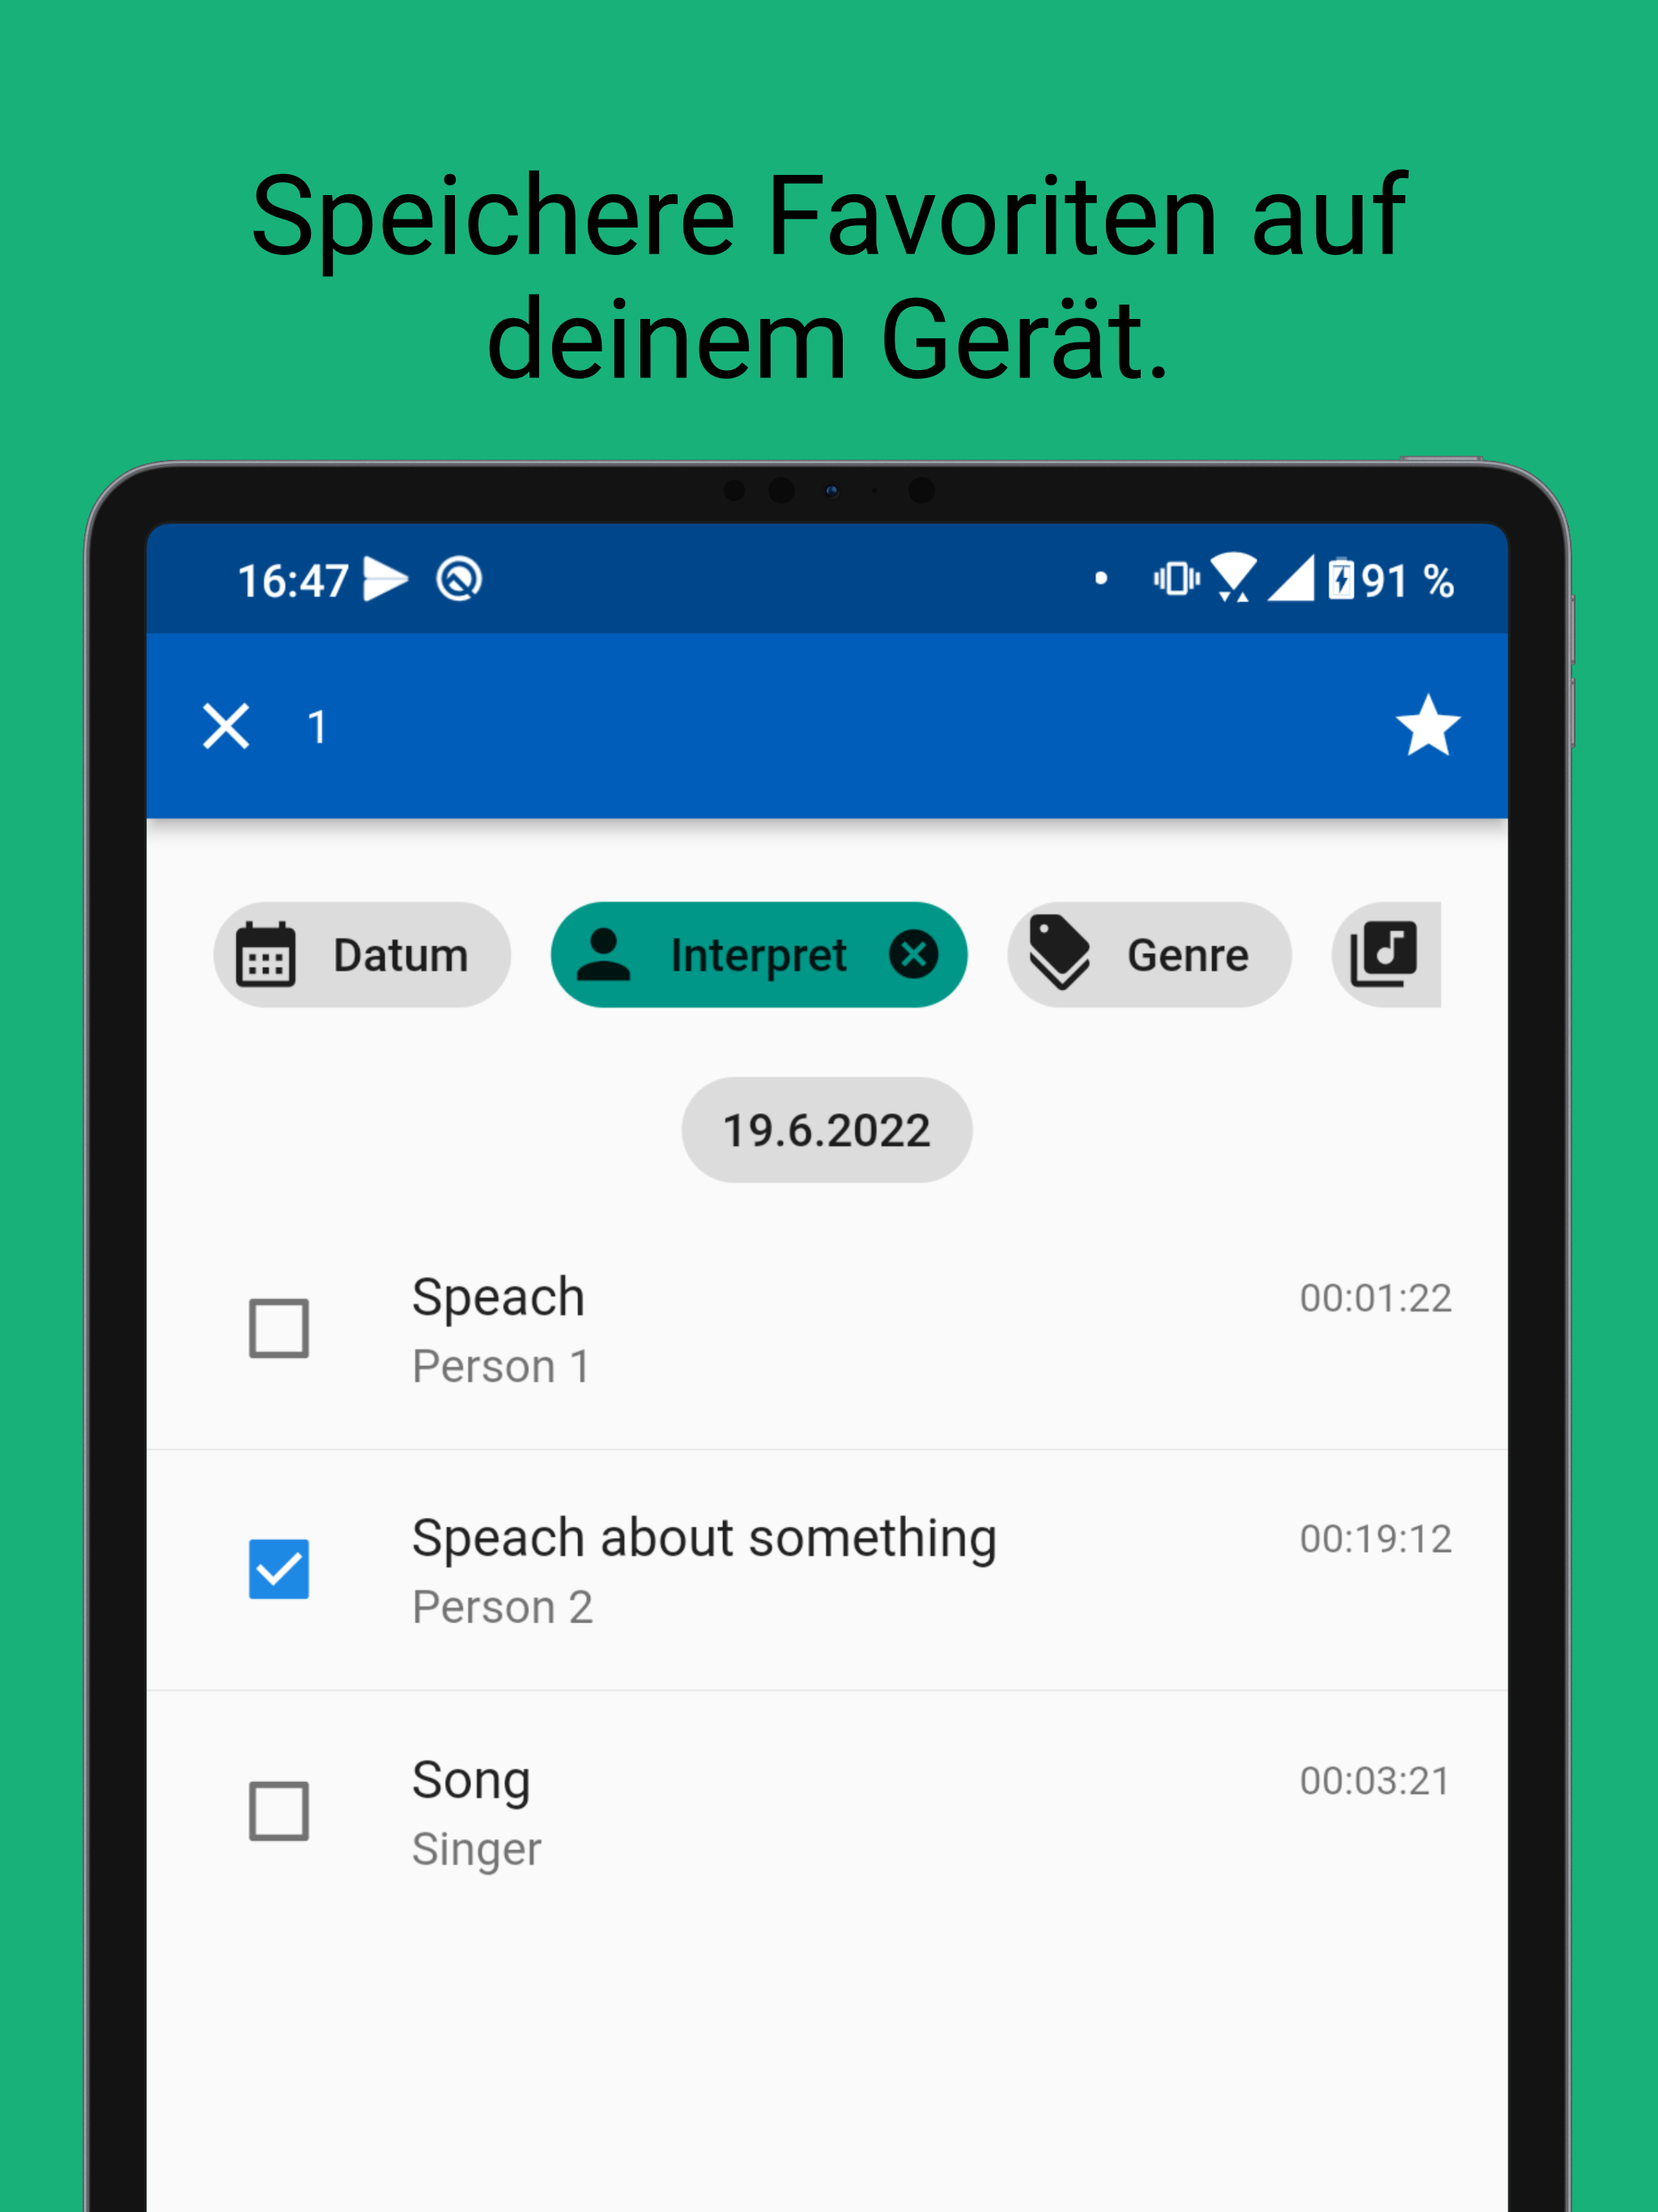 Speichere Favoriten auf
deinem Gerät.
16:47 91 %
1
Datum Interpret Genre
19.6.2022
Speach 00:01:22
Person 1
Speach about something 00:19:12
Person 2
Song 00:03:21
Singer